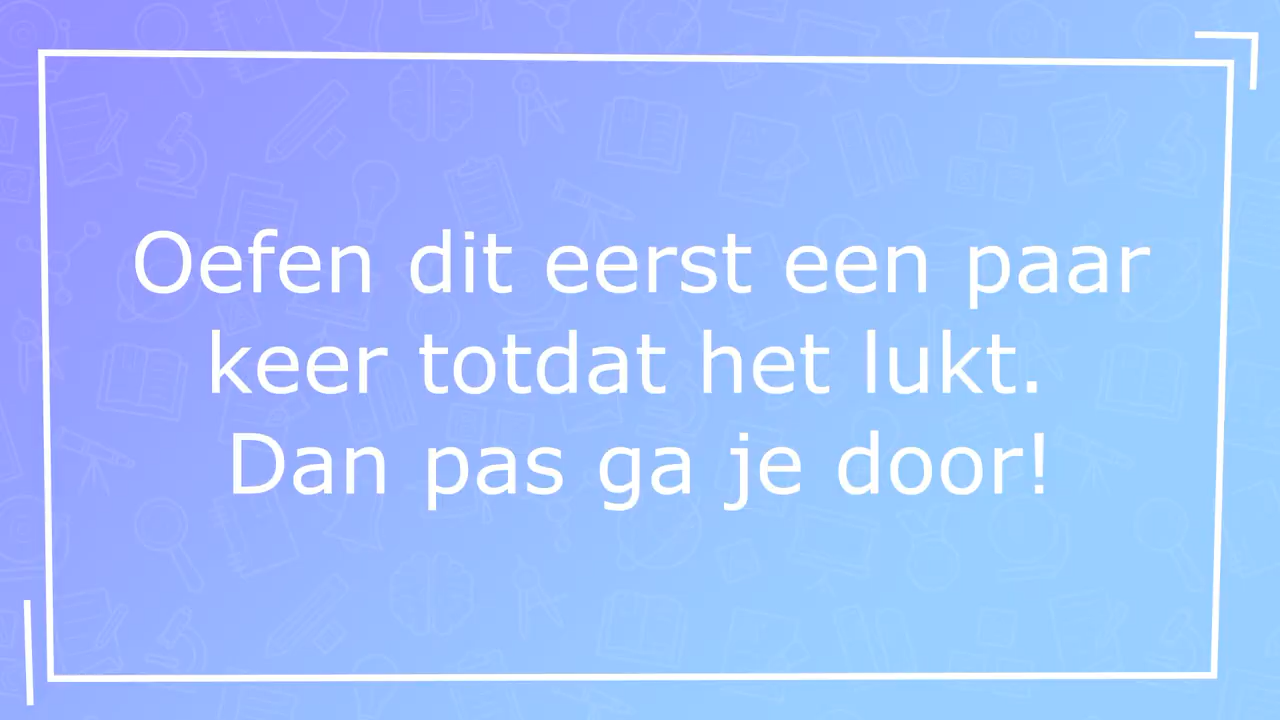 Oefen dit eerst een paar
keer totdat het lukt.
Dan pas ga je door!